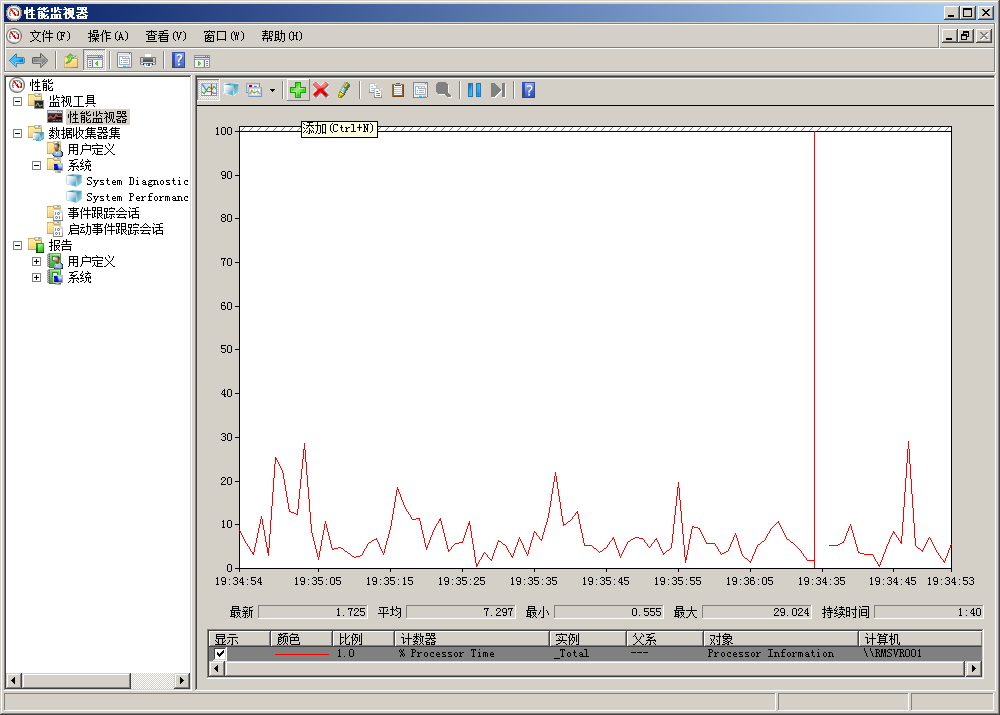 性能监视器
文件(F) 操作(A) 查看(V) 窗口(W) 帮助(H)
性能
监视工具
性能监视器
数据收集器集
用户定义
系统
System Diagnostic
System Performanc
事件跟踪会话
启动事件跟踪会话
报告
用户定义
系统
添加(Ctrl+N)
100
90
80
70
60
50
40
30
20
10
0
19:34:54 19:35:05 19:35:15 19:35:25 19:35:35 19:35:45 19:35:55 19:36:05 19:34:35 19:34:45 19:34:53
最新 1.725 平均 7.297 最小 0.555 最大 29.024 持续时间 1:40
显示 颜色 比例 计数器 实例 父系 对象 计算机
1.0 % Processor Time _Total --- Processor Information \\RMSVR001